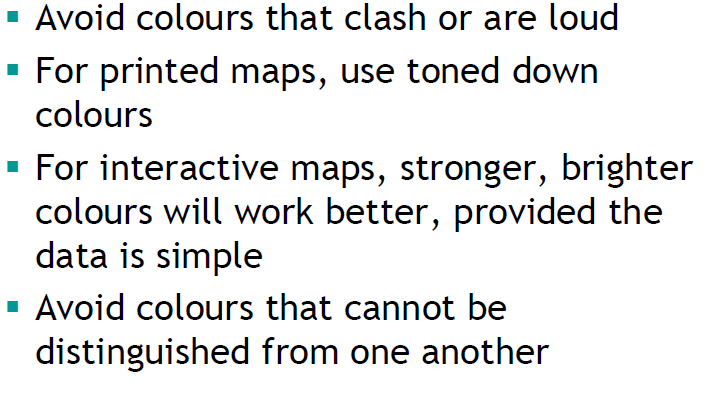 ▪ Avoid colours that clash or are loud
▪ For printed maps, use toned down
colours
▪ For interactive maps, stronger, brighter
colours will work better, provided the
data is simple
▪ Avoid colours that cannot be
distinguished from one another